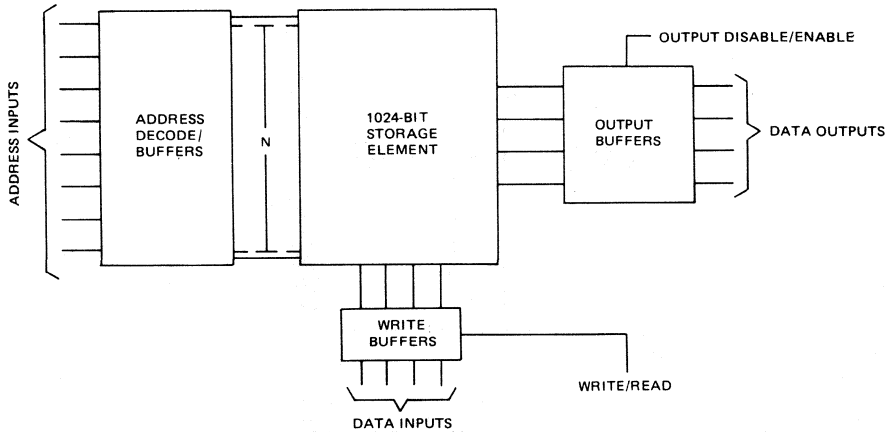 ADDRESS INPUTS
ADDRESS
DECODE/
BUFFERS
N
1024-BIT
STORAGE
ELEMENT
OUTPUT DISABLE/ENABLE
OUTPUT
BUFFERS
DATA OUTPUTS
WRITE
BUFFERS
WRITE/READ
DATA INPUTS